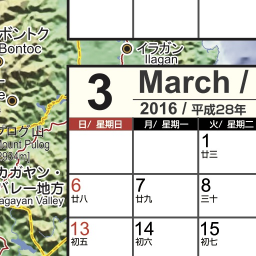 ボントク
Bontoc
イラガン
Ilagan
プログ山
Mount Pulog
カガヤン・
バレー地方
Cagayan Valley
3 March /
2016 / 平成28年
日/ 星期日 月/ 星期一 火/ 星期二
1
廿三
6 7 8
廿八 廿九 三十
13 14 15
初五 初六 初七